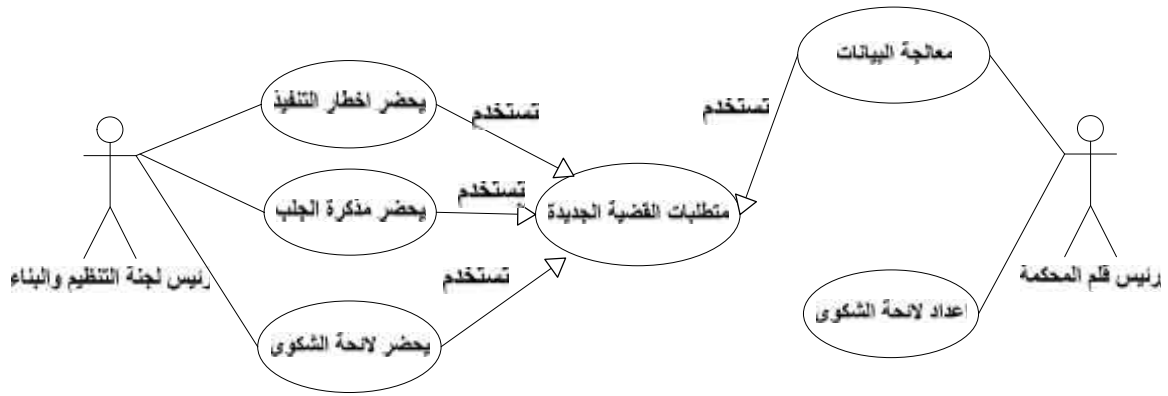 معالجة البيانات
يحضر اخطار التنفيذ
تستخدم
تستخدم
يحضر مذكرة الجلب
تستخدم
متطلبات القضية الجديدة
رئيس لجنة التنظيم والبناء
تستخدم
رئيس قلم المحكمة
اعداد لائحة الشكوى
يحضر لائحة الشكوى